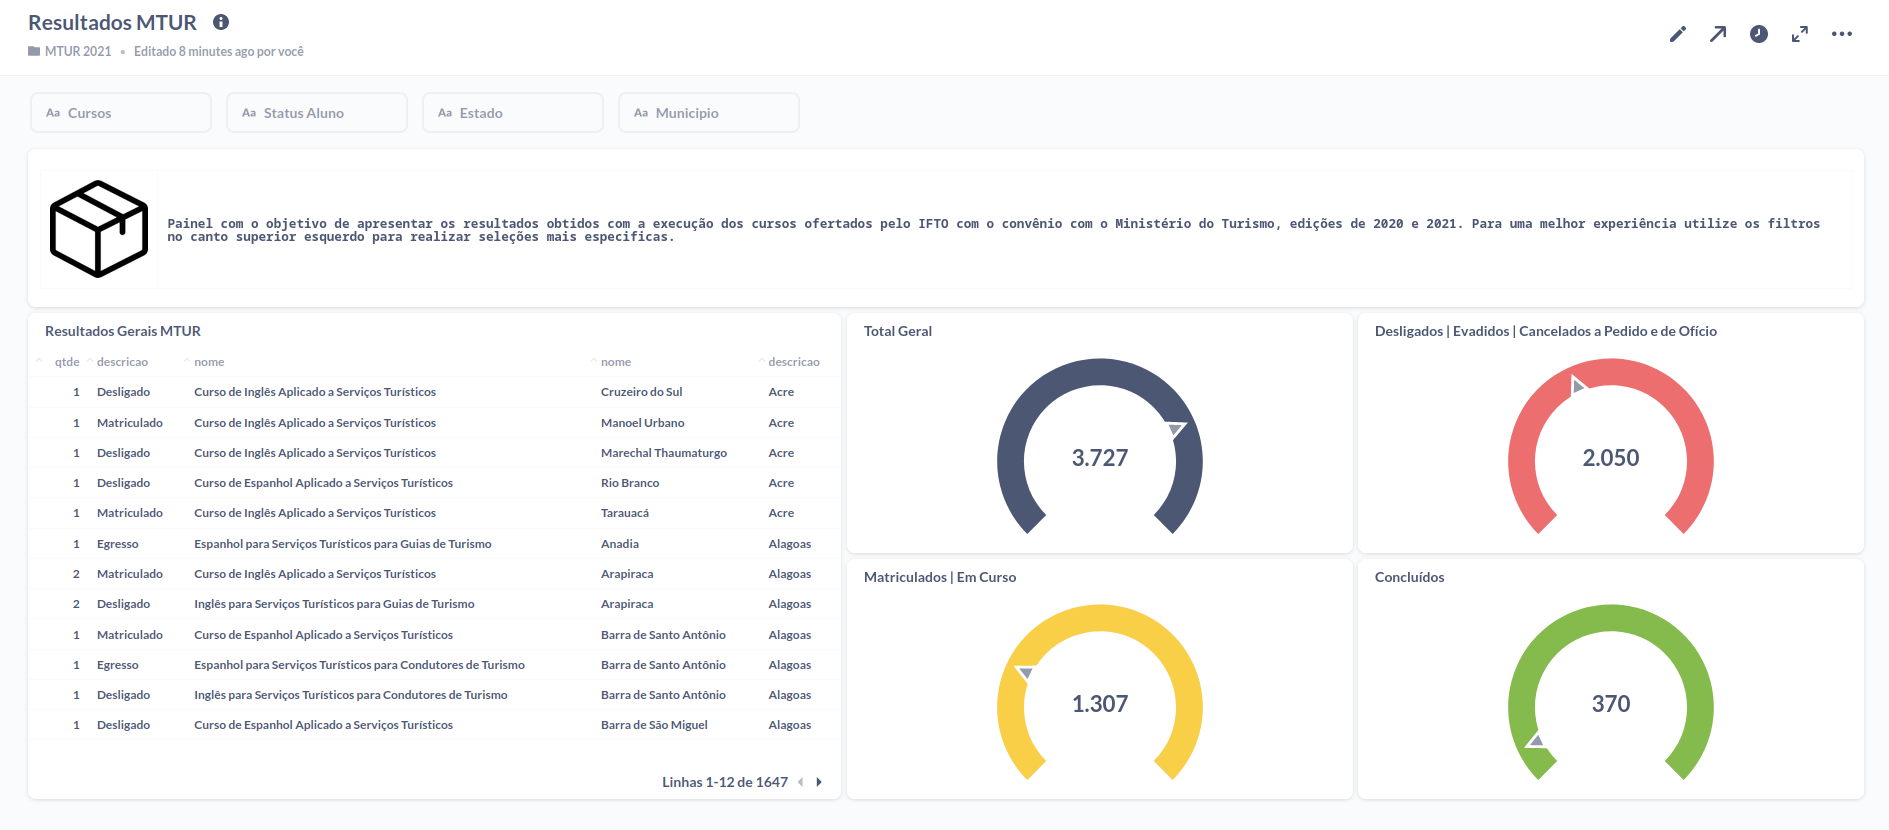 Resultados MTUR
MTUR 2021 • Editado 8 minutes ago por você
Aa Cursos
Aa Status Aluno
Aa Estado
Aa Municipio
Painel com o objetivo de apresentar os resultados obtidos com a execução dos cursos ofertados pelo IFTO com o convênio com o Ministério do Turismo, edições de 2020 e 2021. Para uma melhor experiência utilize os filtros
no canto superior esquerdo para realizar seleções mais especificas.
Resultados Gerais MTUR
qtde descricao nome nome descricao
1 Desligado Curso de Inglês Aplicado a Serviços Turísticos Cruzeiro do Sul Acre
1 Matriculado Curso de Inglês Aplicado a Serviços Turísticos Manoel Urbano Acre
1 Desligado Curso de Inglês Aplicado a Serviços Turísticos Marechal Thaumaturgo Acre
1 Desligado Curso de Espanhol Aplicado a Serviços Turísticos Rio Branco Acre
1 Matriculado Curso de Inglês Aplicado a Serviços Turísticos Tarauacá Acre
1 Egresso Espanhol para Serviços Turísticos para Guias de Turismo Anadia Alagoas
2 Matriculado Curso de Inglês Aplicado a Serviços Turísticos Arapiraca Alagoas
2 Desligado Inglês para Serviços Turísticos para Guias de Turismo Arapiraca Alagoas
1 Matriculado Curso de Espanhol Aplicado a Serviços Turísticos Barra de Santo Antônio Alagoas
1 Egresso Espanhol para Serviços Turísticos para Condutores de Turismo Barra de Santo Antônio Alagoas
1 Desligado Inglês para Serviços Turísticos para Condutores de Turismo Barra de Santo Antônio Alagoas
1 Desligado Curso de Espanhol Aplicado a Serviços Turísticos Barra de São Miguel Alagoas
Linhas 1-12 de 1647
Total Geral
3.727
Desligados | Evadidos | Cancelados a Pedido e de Ofício
2.050
Matriculados | Em Curso
1.307
Concluídos
370